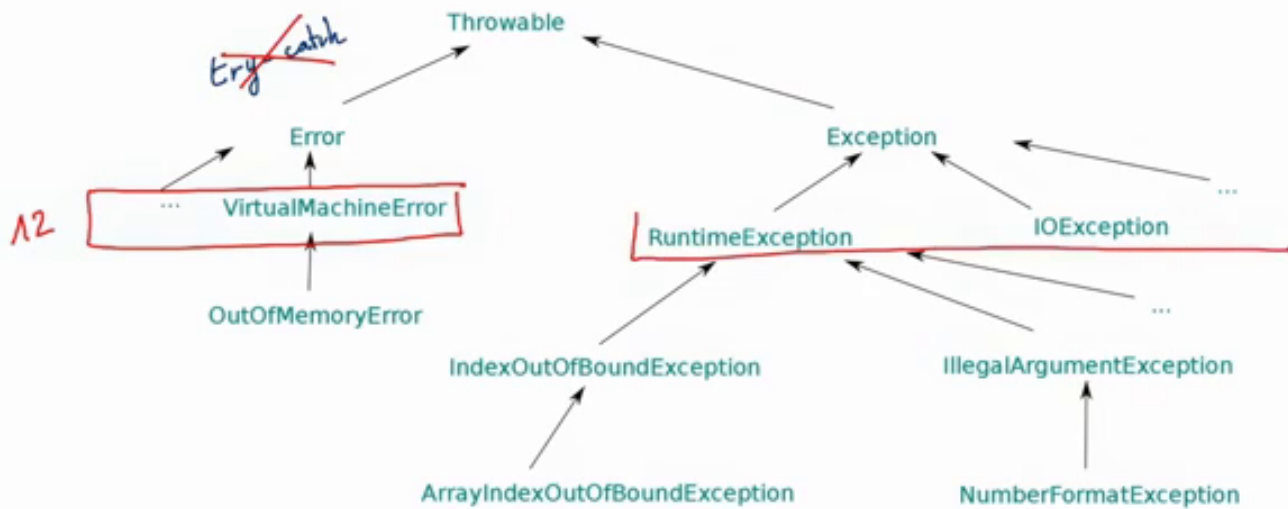 Throwable
try-catch
Error
Exception
...
... VirtualMachineError
12
IOException
RuntimeException
OutOfMemoryError
...
IndexOutOfBoundException
IllegalArgumentException
ArrayIndexOutOfBoundException
NumberFormatException